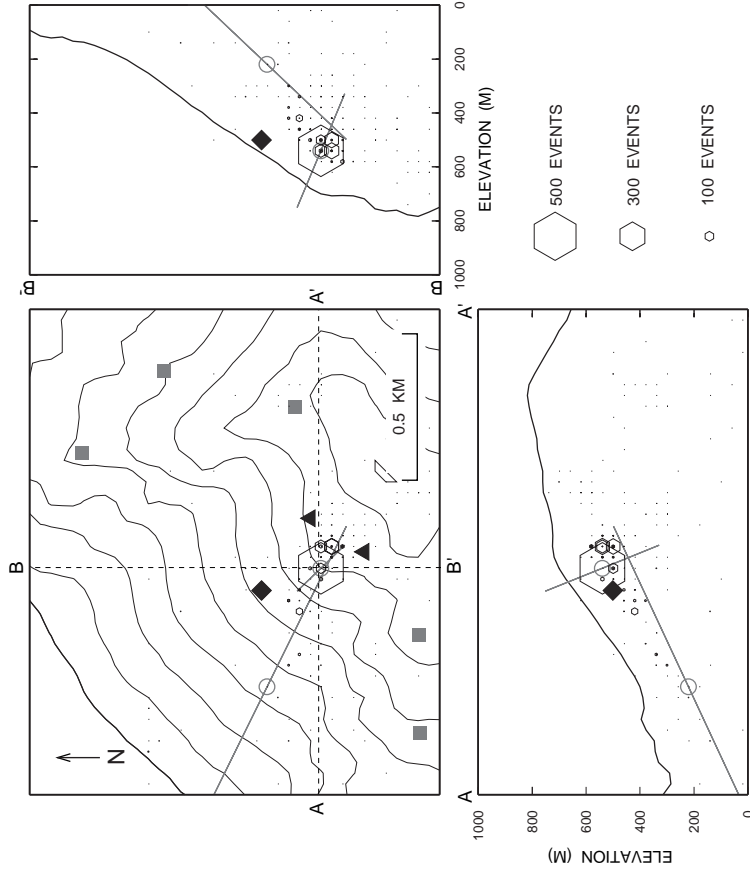 B'
A'
B
0
200
400
600
800
1000
ELEVATION (M)
500 EVENTS
300 EVENTS
100 EVENTS
B
N
0.5 KM
A
B'
A
A'
1000
800
600
400
200
0
ELEVATION (M)